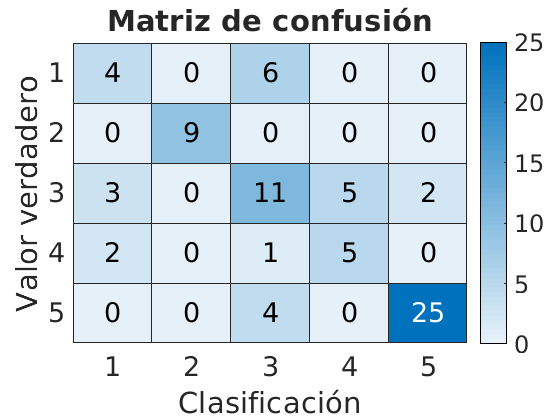 Matriz de confusión
1 4 0 6 0 0
2 0 9 0 0 0
3 3 0 11 5 2
4 2 0 1 5 0
5 0 0 4 0 25
1 2 3 4 5
Clasificación
Valor verdadero
25
20
15
10
5
0